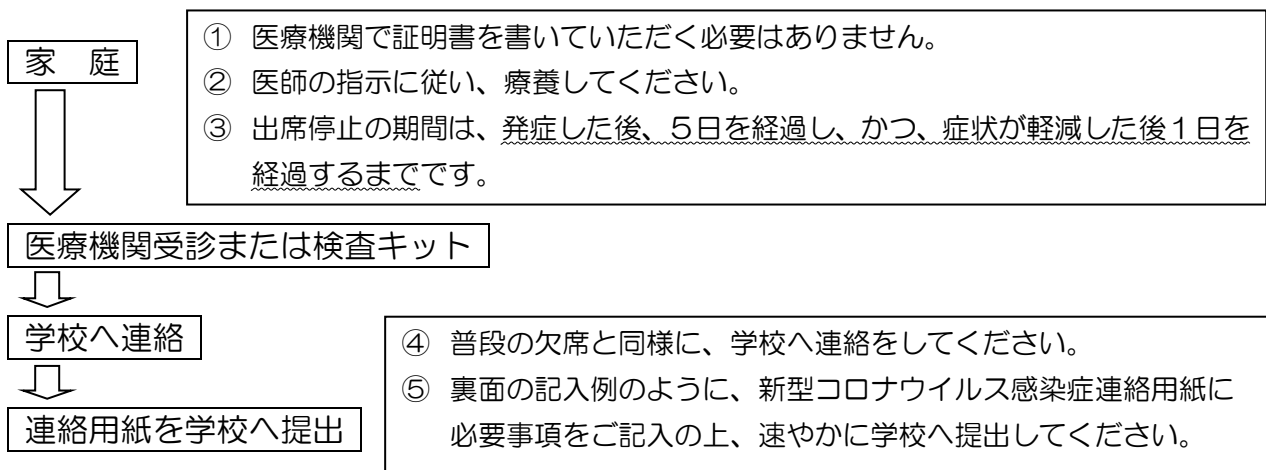 家　庭
① 医療機関で証明書を書いていただく必要はありません。
② 医師の指示に従い、療養してください。
③ 出席停止の期間は、発症した後、５日を経過し、かつ、症状が軽減した後１日を
経過するまでです。
医療機関受診または検査キット
学校へ連絡
④ 普段の欠席と同様に、学校へ連絡をしてください。
⑤ 裏面の記入例のように、新型コロナウイルス感染症連絡用紙に
必要事項をご記入の上、速やかに学校へ提出してください。
連絡用紙を学校へ提出